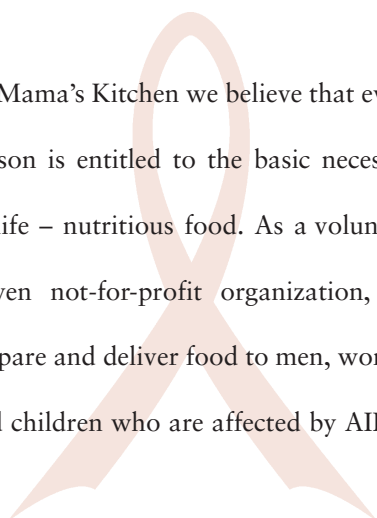 Mama's Kitchen we believe that ev
son is entitled to the basic neces
life – nutritious food. As a volun
ven not-for-profit organization,
pare and deliver food to men, wo
children who are affected by AI